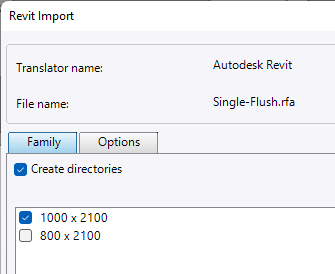 Revit Import
Translator name: Autodesk Revit
File name: Single-Flush.rfa
Family Options
Create directories
1000 x 2100
800 x 2100